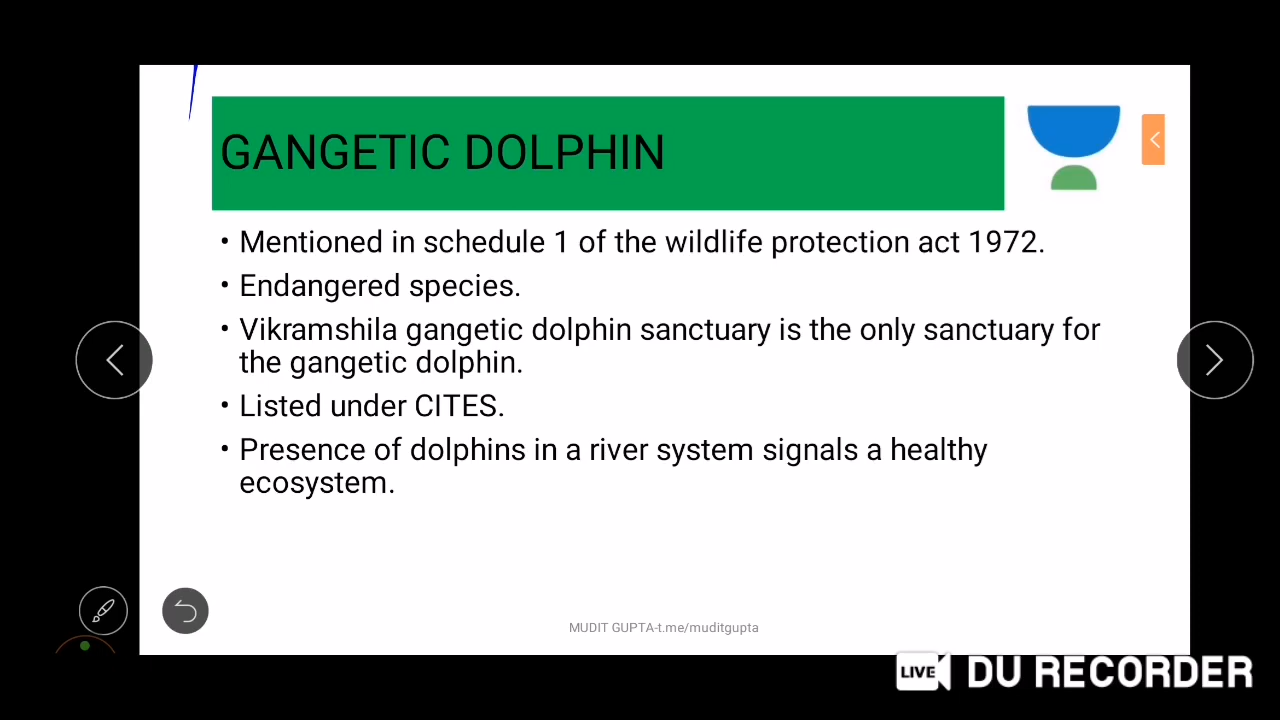 GANGETIC DOLPHIN
• Mentioned in schedule 1 of the wildlife protection act 1972.
• Endangered species.
• Vikramshila gangetic dolphin sanctuary is the only sanctuary for
the gangetic dolphin.
• Listed under CITES.
• Presence of dolphins in a river system signals a healthy
ecosystem.
MUDIT GUPTA-t.me/muditgupta
LIVE DU RECORDER